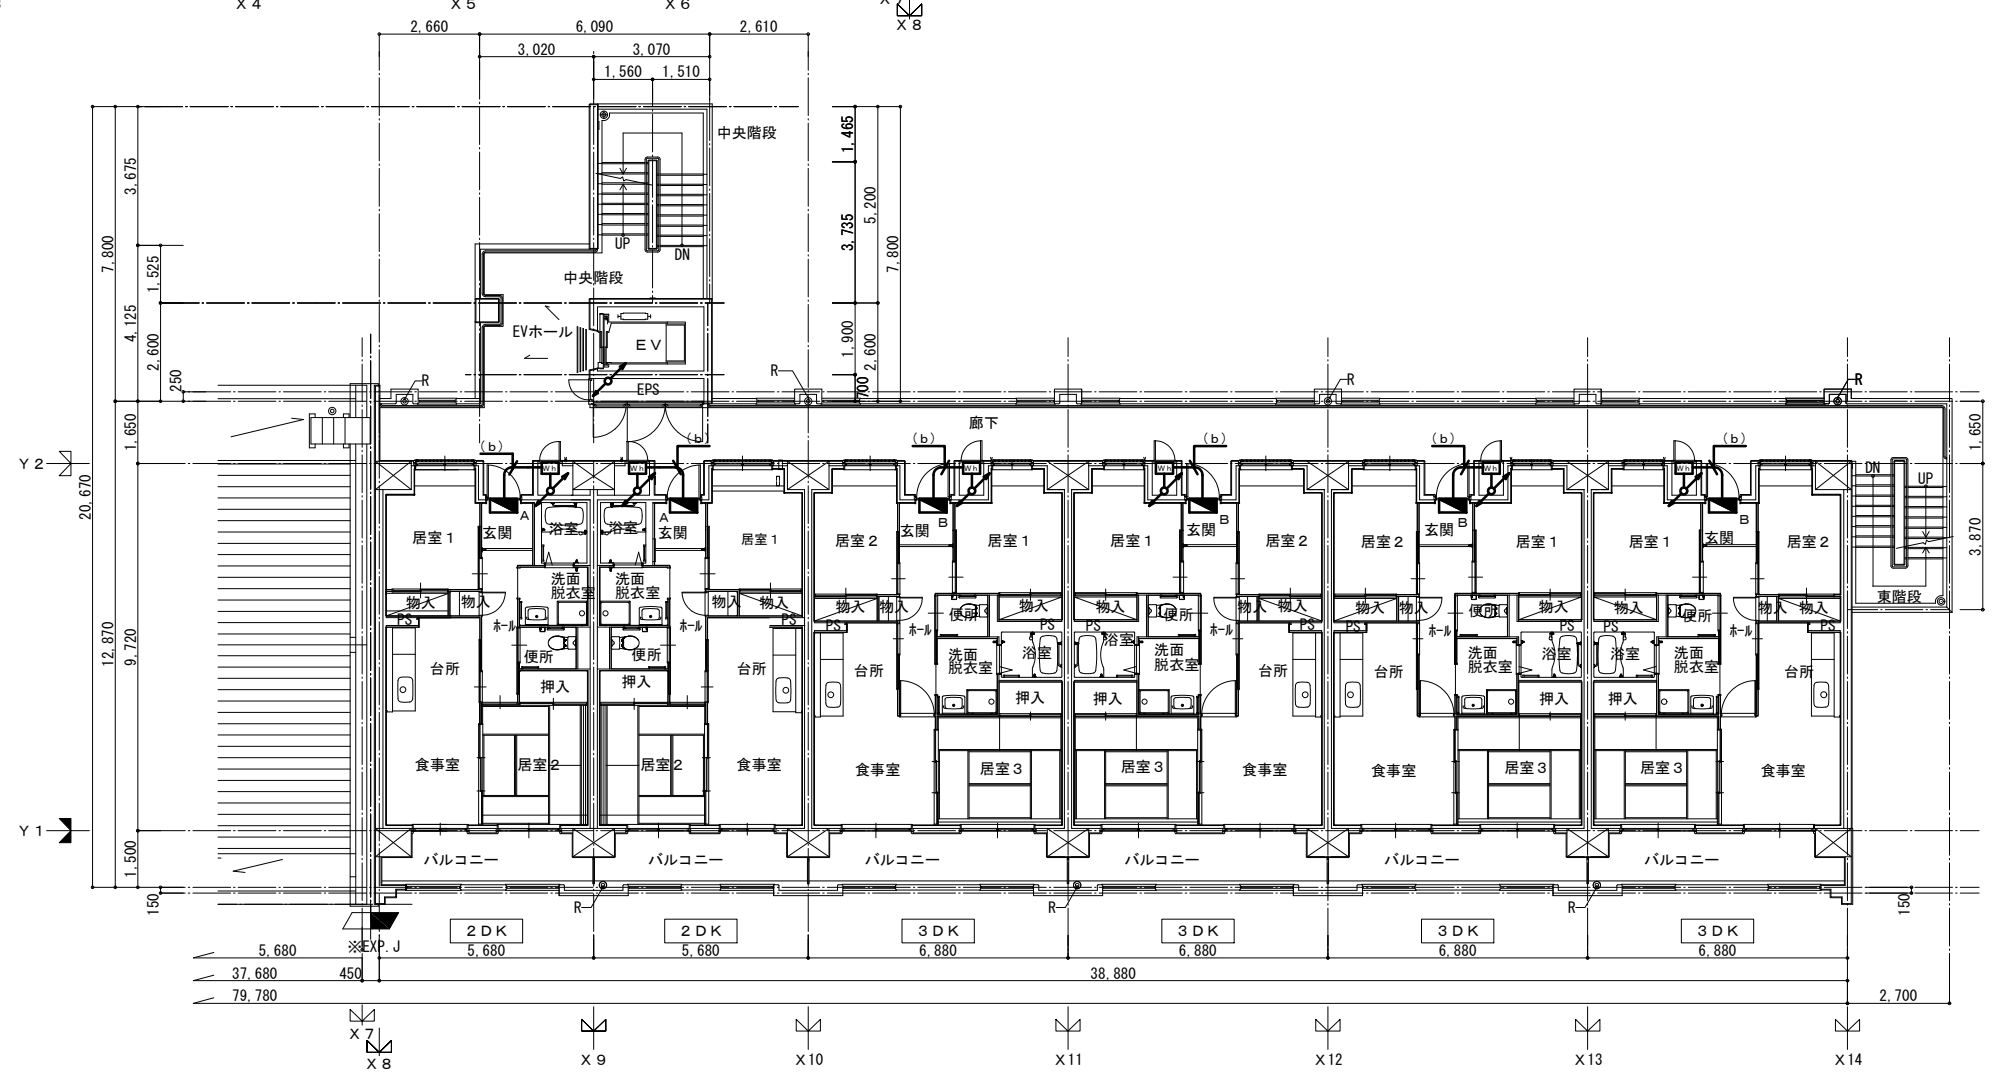 X4
X5
X6
X8
2,660
6,090
2,610
3,020
3,070
1,560
1,510
中央階段
1,465
3,675
5,200
3,735
7,800
7,800
UP
DN
1,525
中央階段
4,125
EVホール
EV
2,600
1,900
2,600
250
R
R
EPS
700
R
R
1,650
廊下
1,650
(b)
(b)
(b)
(b)
(b)
(b)
Y2
Wh
Wh
Wh
Wh
Wh
Wh
DN
UP
20,670
A
A
B
B
B
B
玄関
浴室
浴室
玄関
玄関
玄関
玄関
玄関
居室1
居室1
居室2
居室1
居室1
居室2
居室2
居室1
居室1
居室2
3,870
洗面
脱衣室
洗面
脱衣室
物入
物入
物入
物入
物入
物入
便所
物入
物入
便所
物入
物入
物入
物入
便所
物入
物入
便所
物入
物入
東階段
PS
ホール
ホール
PS
PS
ホール
PS
PS
ホール
PS
PS
ホール
PS
PS
ホール
PS
12,870
9,720
台所
便所
便所
台所
台所
洗面
脱衣室
浴室
浴室
洗面
脱衣室
台所
台所
洗面
脱衣室
浴室
浴室
洗面
脱衣室
台所
押入
押入
押入
押入
押入
押入
食事室
居室2
居室2
食事室
食事室
居室3
居室3
食事室
食事室
居室3
居室3
食事室
Y1
1,500
バルコニー
バルコニー
バルコニー
バルコニー
バルコニー
バルコニー
150
R
R
R
150
※EXP.J
2DK
2DK
3DK
3DK
3DK
3DK
5,680
5,680
5,680
6,880
6,880
6,880
6,880
37,680
450
38,880
79,780
2,700
X7
X8
X9
X10
X11
X12
X13
X14